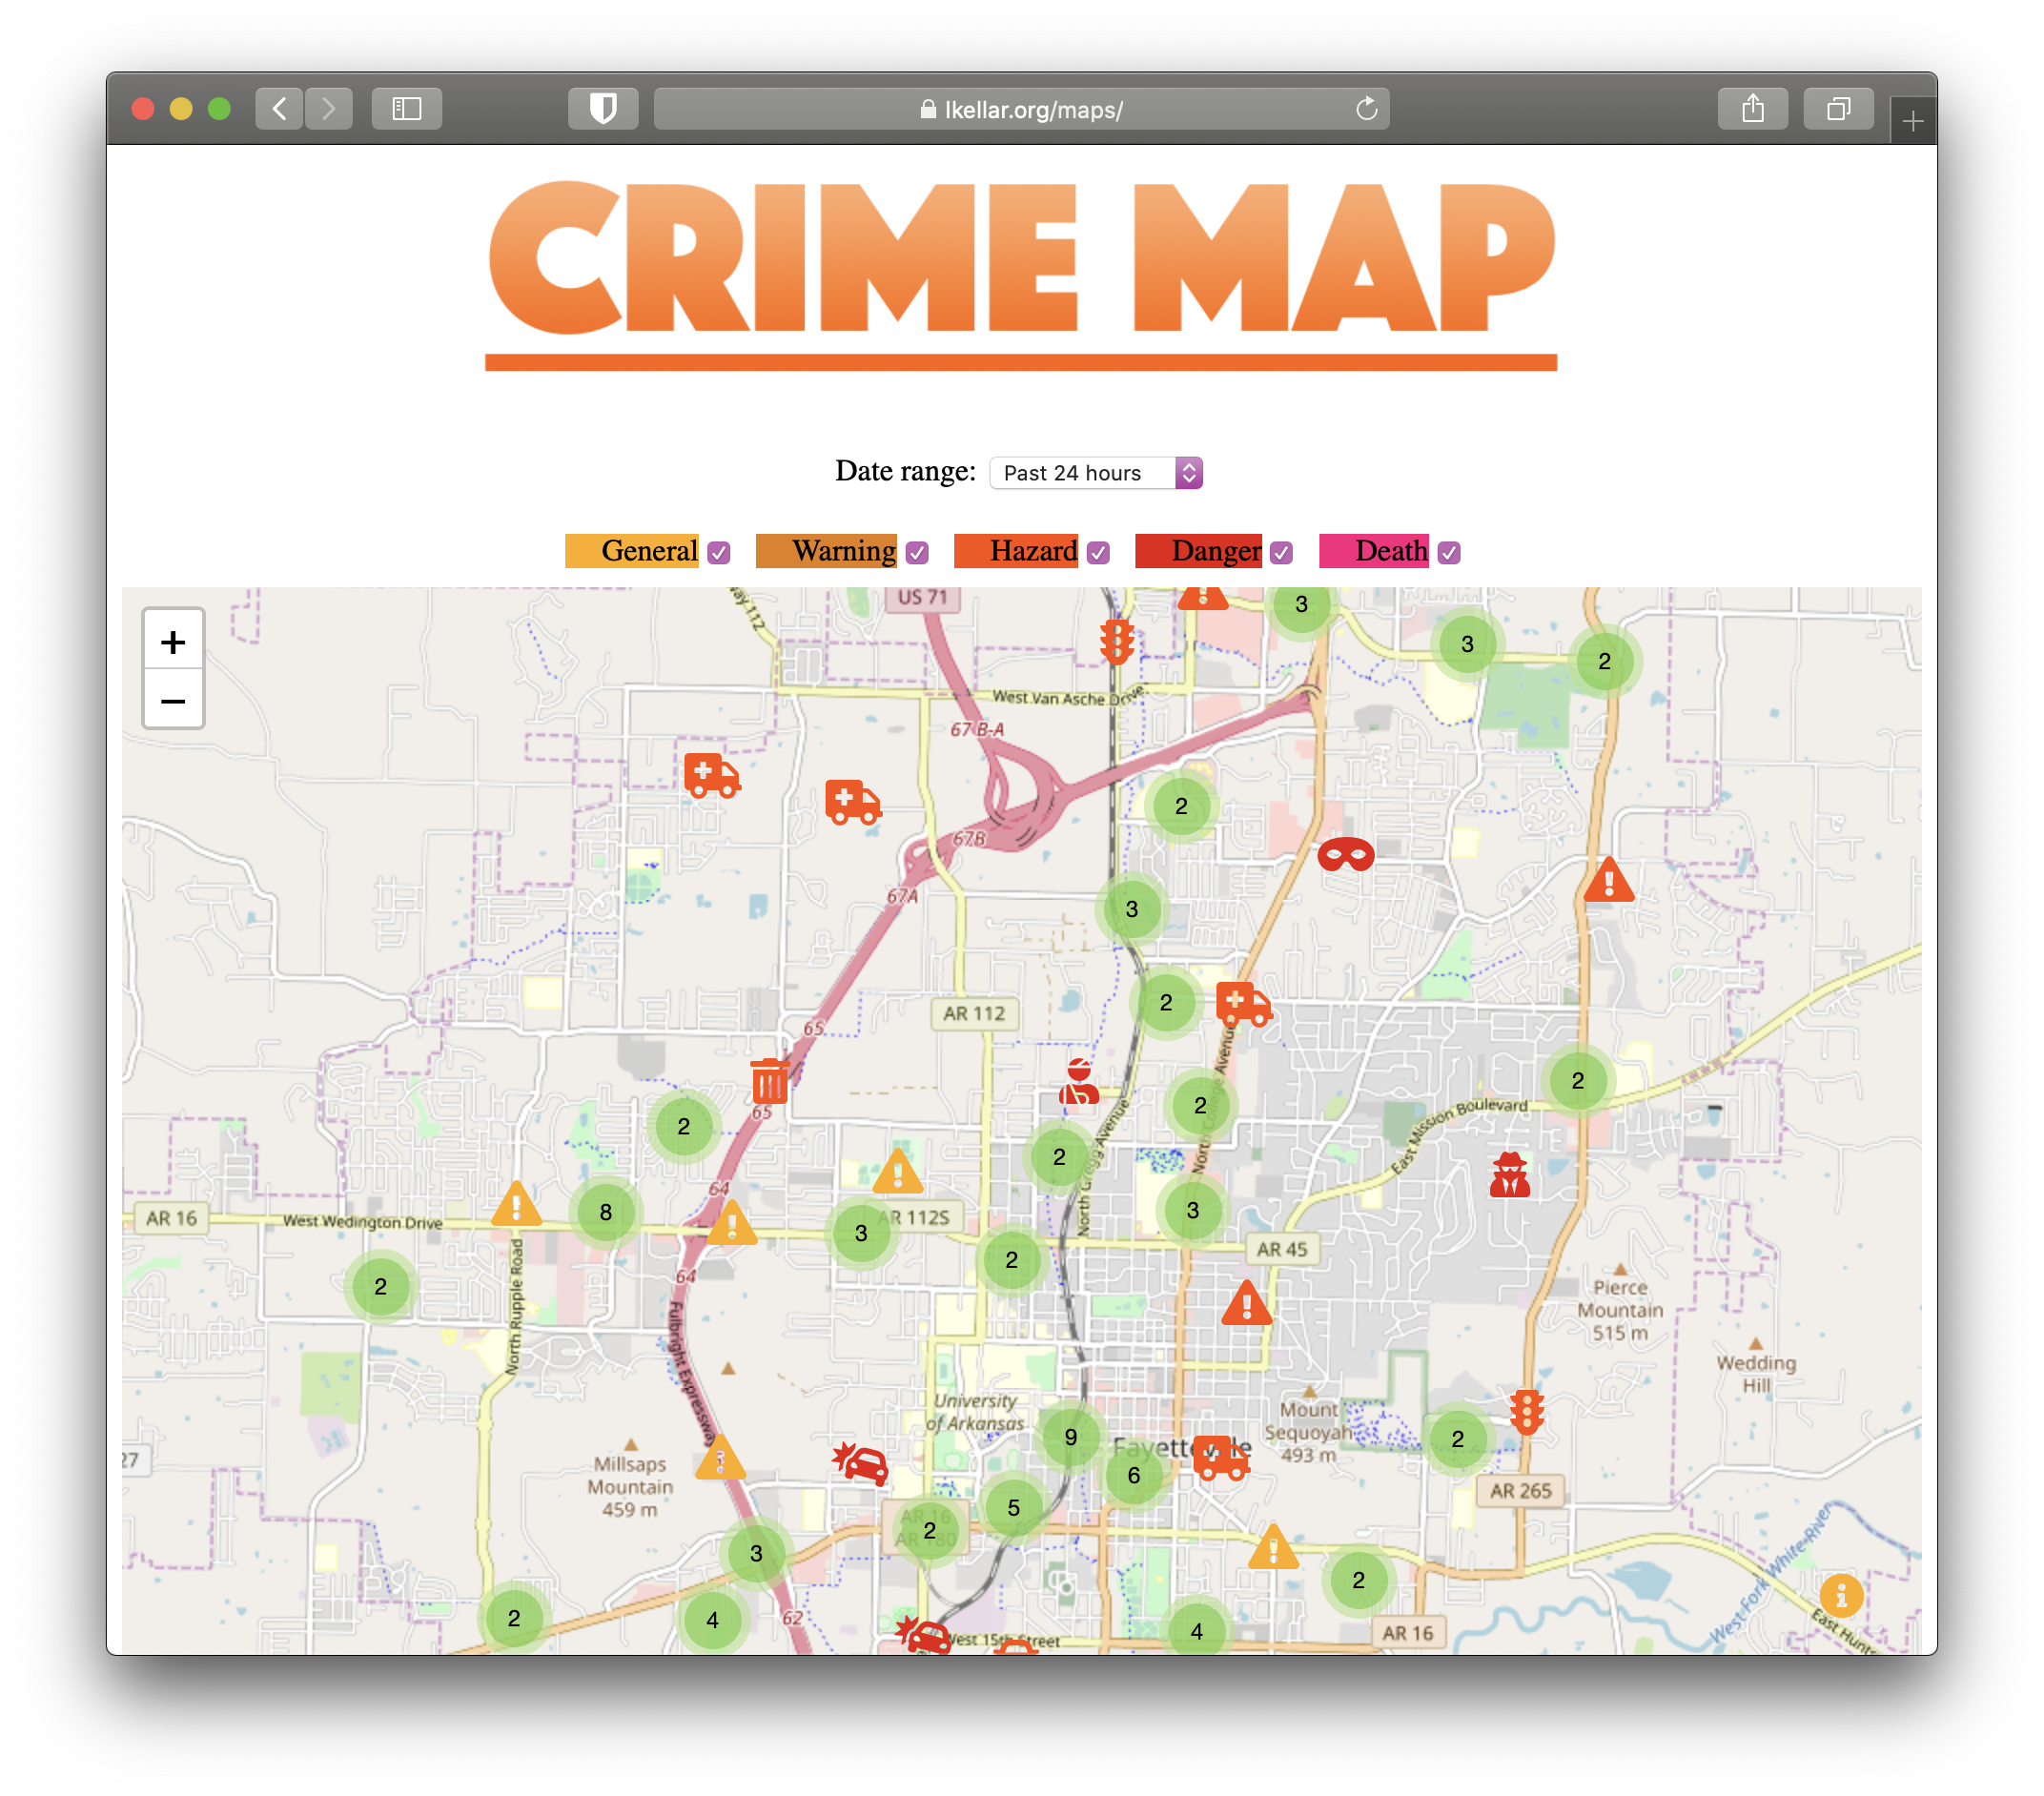 lkellar.org/maps/
CRIME MAP
Date range: Past 24 hours
General Warning Hazard Danger Death
+
−
US 71
3
3
2
West Van Asche Drive
67 B-A
2
67B
67A
3
AR 112
2
65
2
65
2
2
East Mission Boulevard
2
North Gregg Avenue
64
AR 16
West Wedington Drive
8
3
AR 112S
3
2
AR 45
2
64
North Rupple Road
Fulbright Expressway
Pierce
Mountain
515 m
Wedding
Hill
University
of Arkansas
Mount
Sequoyah
493 m
9
Fayetteville
2
27
Millsaps
Mountain
459 m
6
5
AR 265
AR 16
2
3
2
2
4
62
4
West 15th Street
AR 16
West Fork White River